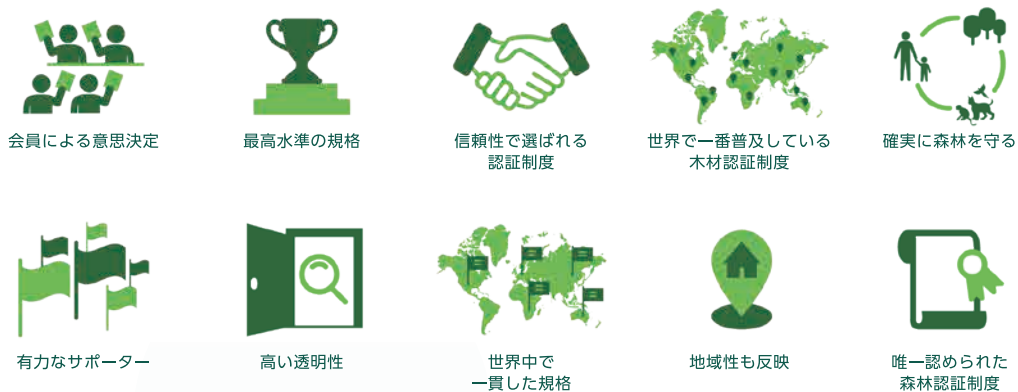 会員による意思決定
最高水準の規格
信頼性で選ばれる
認証制度
世界で一番普及している
木材認証制度
確実に森林を守る
有力なサポーター
高い透明性
世界中で
一貫した規格
地域性も反映
唯一認められた
森林認証制度